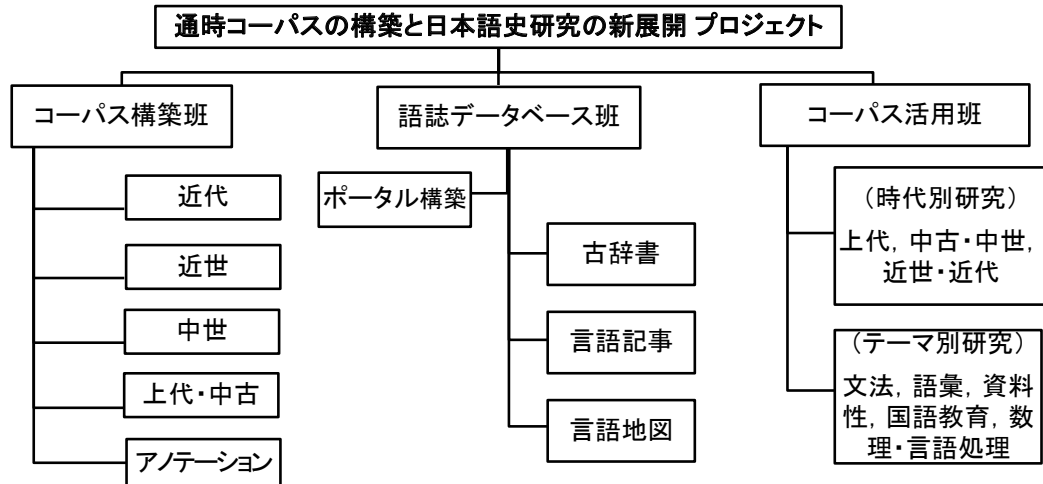 通時コーパスの構築と日本語史研究の新展開 プロジェクト
コーパス構築班
近代
近世
中世
上代・中古
アノテーション
語誌データベース班
ポータル構築
古辞書
言語記事
言語地図
コーパス活用班
（時代別研究）
上代, 中古・中世,
近世・近代
（テーマ別研究）
文法, 語彙, 資料
性, 国語教育, 数
理・言語処理